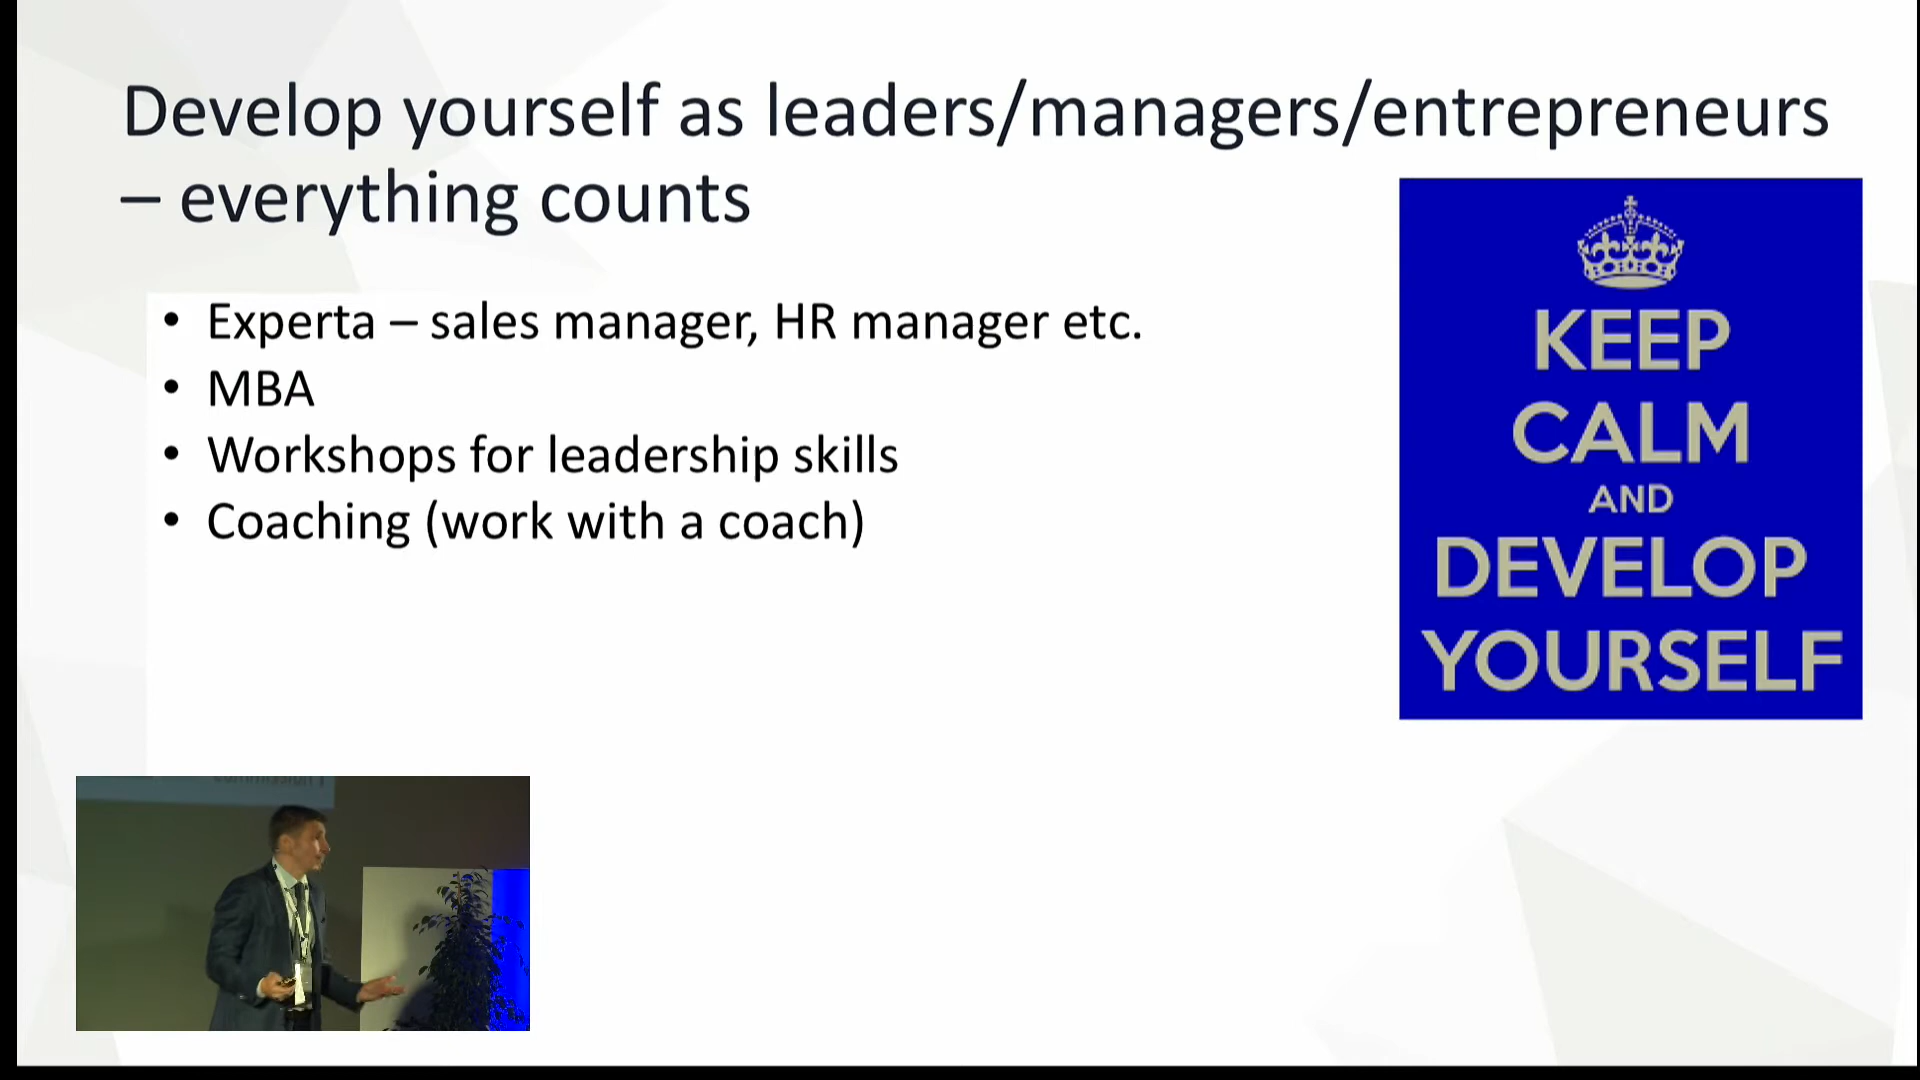 Develop yourself as leaders/managers/entrepreneurs
– everything counts
• Experta – sales manager, HR manager etc.
• MBA
• Workshops for leadership skills
• Coaching (work with a coach)
KEEP
CALM
AND
DEVELOP
YOURSELF